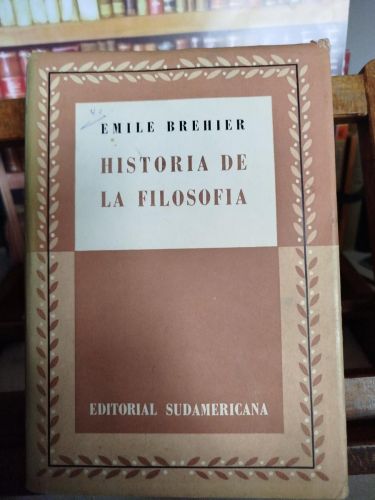 EMILE BREHIER
HISTORIA DE
LA FILOSOFIA
EDITORIAL SUDAMERICANA